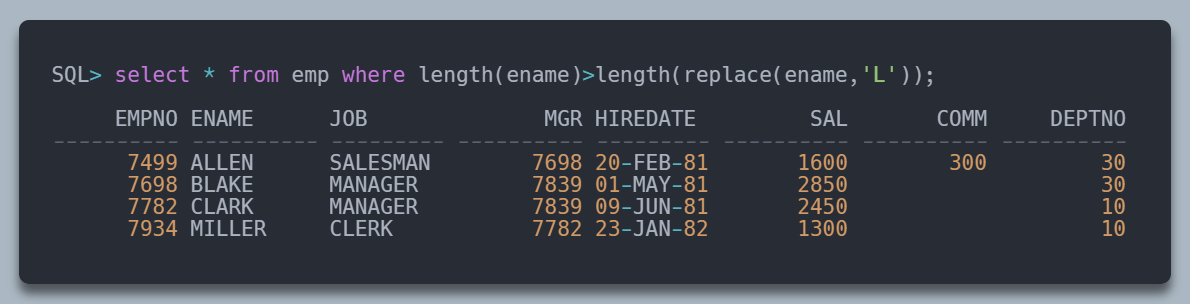 SQL> select * from emp where length(ename)>length(replace(ename,'L'));
     EMPNO ENAME      JOB              MGR HIREDATE         SAL       COMM     DEPTNO
---------- ---------- --------- ---------- --------- ---------- ---------- ----------
      7499 ALLEN      SALESMAN        7698 20-FEB-81       1600        300         30
      7698 BLAKE      MANAGER         7839 01-MAY-81       2850                    30
      7782 CLARK      MANAGER         7839 09-JUN-81       2450                    10
      7934 MILLER     CLERK           7782 23-JAN-82       1300                    10